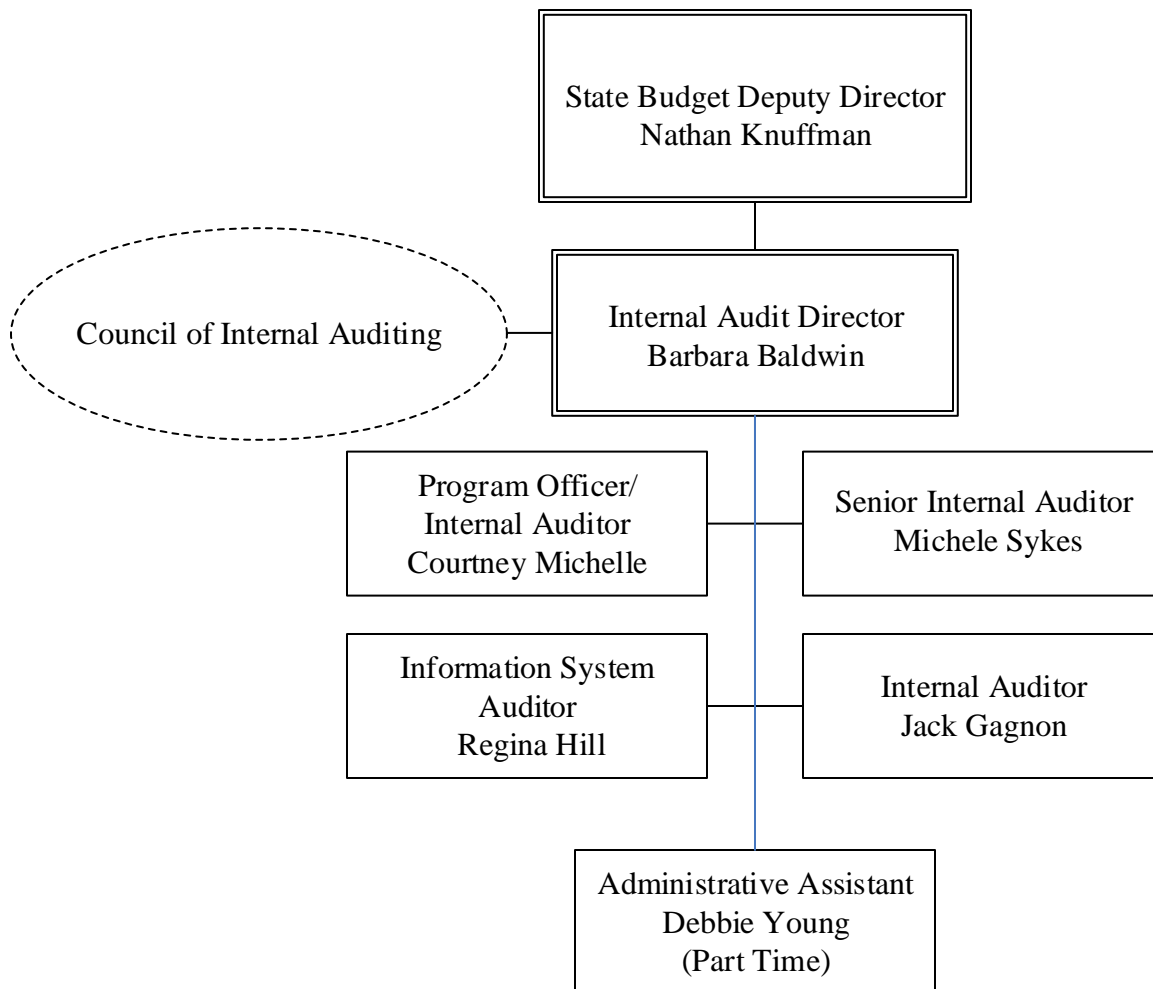 State Budget Deputy Director
Nathan Knuffman
Council of Internal Auditing
Internal Audit Director
Barbara Baldwin
Program Officer/
Internal Auditor
Courtney Michelle
Senior Internal Auditor
Michele Sykes
Information System
Auditor
Regina Hill
Internal Auditor
Jack Gagnon
Administrative Assistant
Debbie Young
(Part Time)